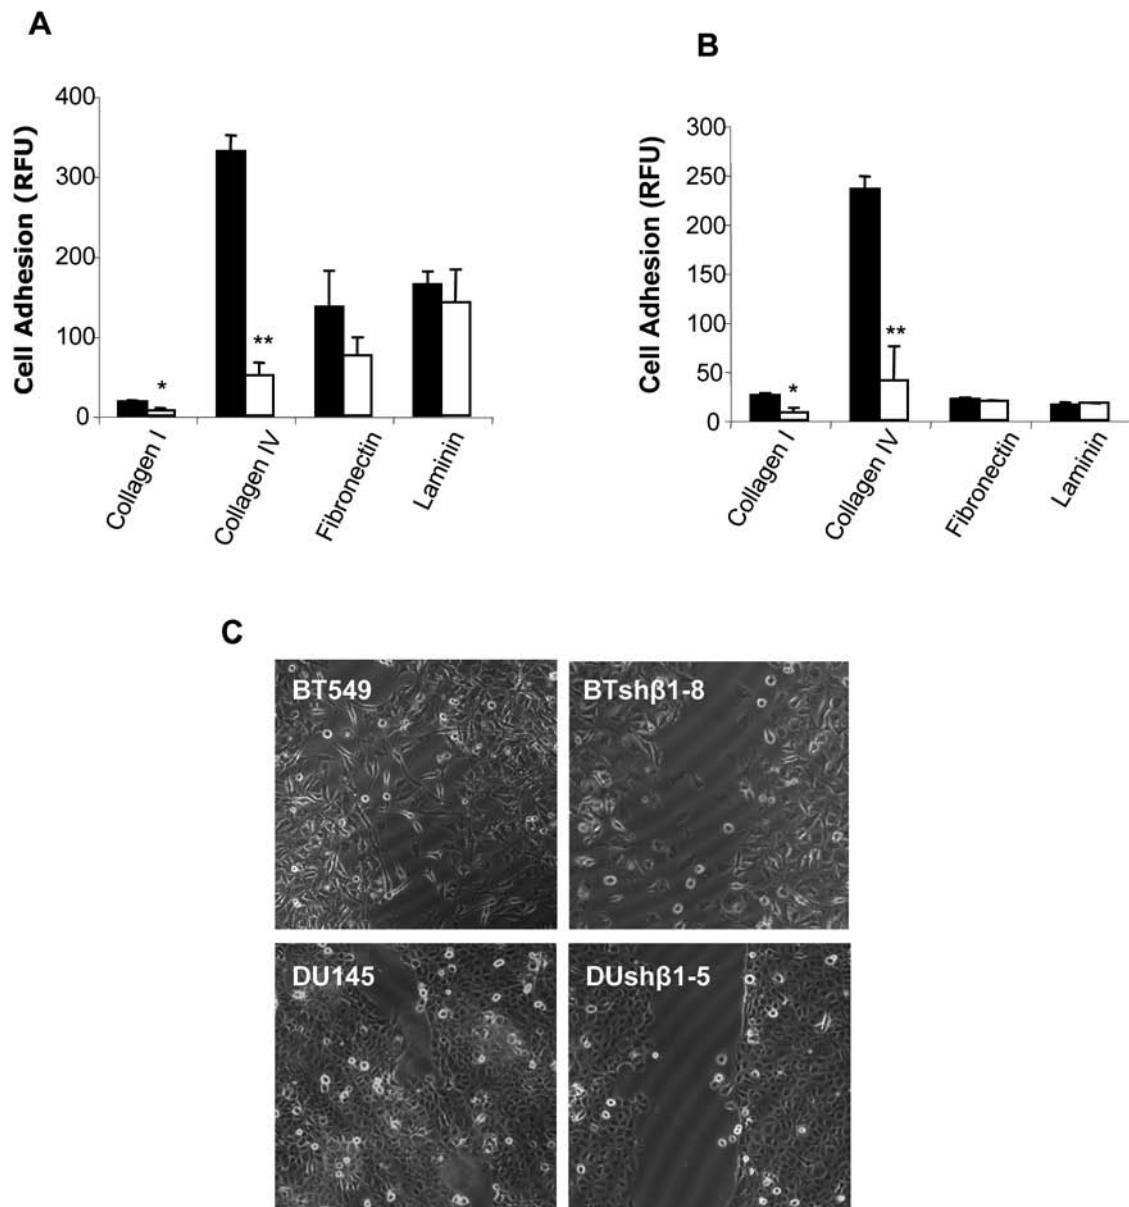 A
Cell Adhesion (RFU)
400
300
200
100
0
*
**
Collagen I
Collagen IV
Fibronectin
Laminin
B
Cell Adhesion (RFU)
300
250
200
150
100
50
0
*
**
Collagen I
Collagen IV
Fibronectin
Laminin
C
BT549
BTshβ1-8
DU145
DUshβ1-5